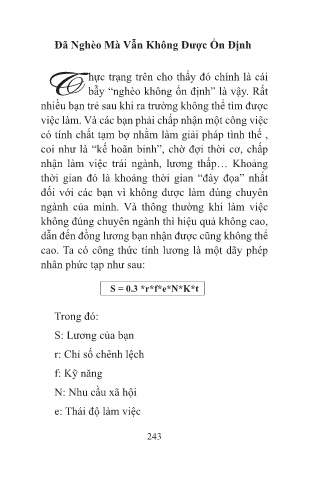 Đã Nghèo Mà Vẫn Không Được Ổn Định
Thực trạng trên cho thấy đó chính là cái
bẫy “nghèo không ổn định” là vậy. Rất
nhiều bạn trẻ sau khi ra trường không thể tìm được
việc làm. Và các bạn phải chấp nhận một công việc
có tính chất tạm bợ nhằm làm giải pháp tình thế ,
coi như là “kế hoãn binh”, chờ đợi thời cơ, chấp
nhận làm việc trái ngành, lương thấp… Khoảng
thời gian đó là khoảng thời gian “đày đọa” nhất
đối với các bạn vì không được làm đúng chuyên
ngành của mình. Và thông thường khi làm việc
không đúng chuyên ngành thì hiệu quả không cao,
dẫn đến đồng lương bạn nhận được cũng không thể
cao. Ta có công thức tính lương là một dãy phép
nhân phức tạp như sau:
S = 0.3 *r*f*e*N*K*t
Trong đó:
S: Lương của bạn
r: Chỉ số chênh lệch
f: Kỹ năng
N: Nhu cầu xã hội
e: Thái độ làm việc
243